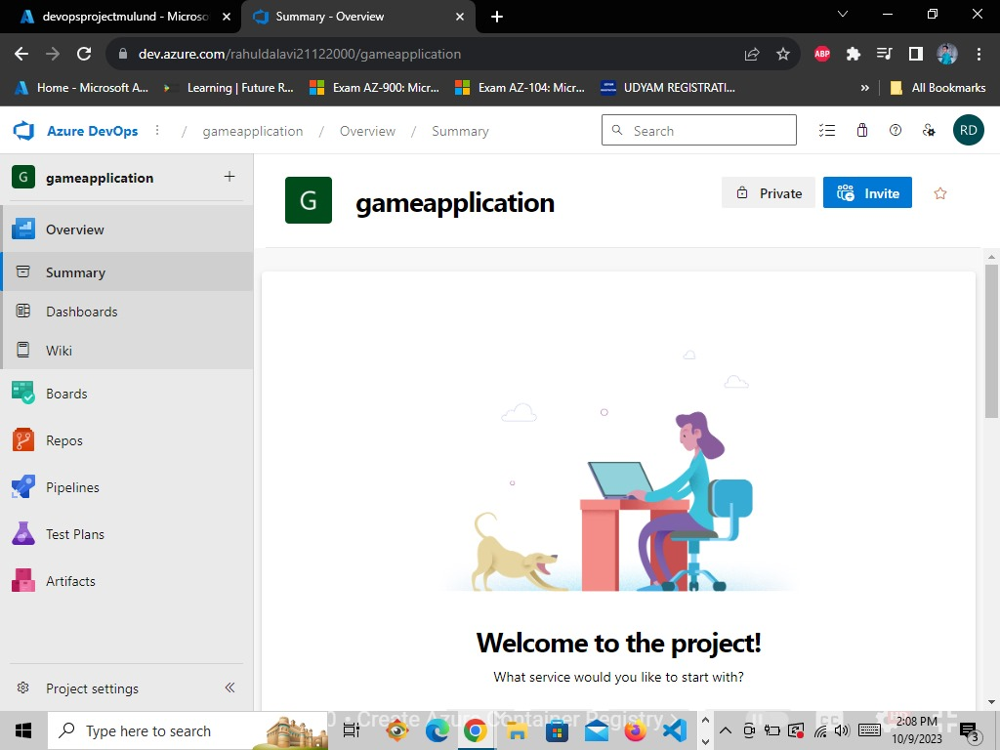 devopsprojectmulund - Microso
Summary - Overview
dev.azure.com/rahuldalavi21122000/gameapplication
ABP
Home - Microsoft A...
Learning | Future R...
Exam AZ-900: Micr...
Exam AZ-104: Micr...
UDYAM REGISTRATI...
»
All Bookmarks
Azure DevOps
/ gameapplication / Overview / Summary
Search
RD
G gameapplication +
Overview
Summary
Dashboards
Wiki
Boards
Repos
Pipelines
Test Plans
Artifacts
Project settings
G gameapplication
Private
Invite
Welcome to the project!
What service would you like to start with?
Type here to search
• Create Azure Container Registry
CC
2:08 PM
10/9/2023
3